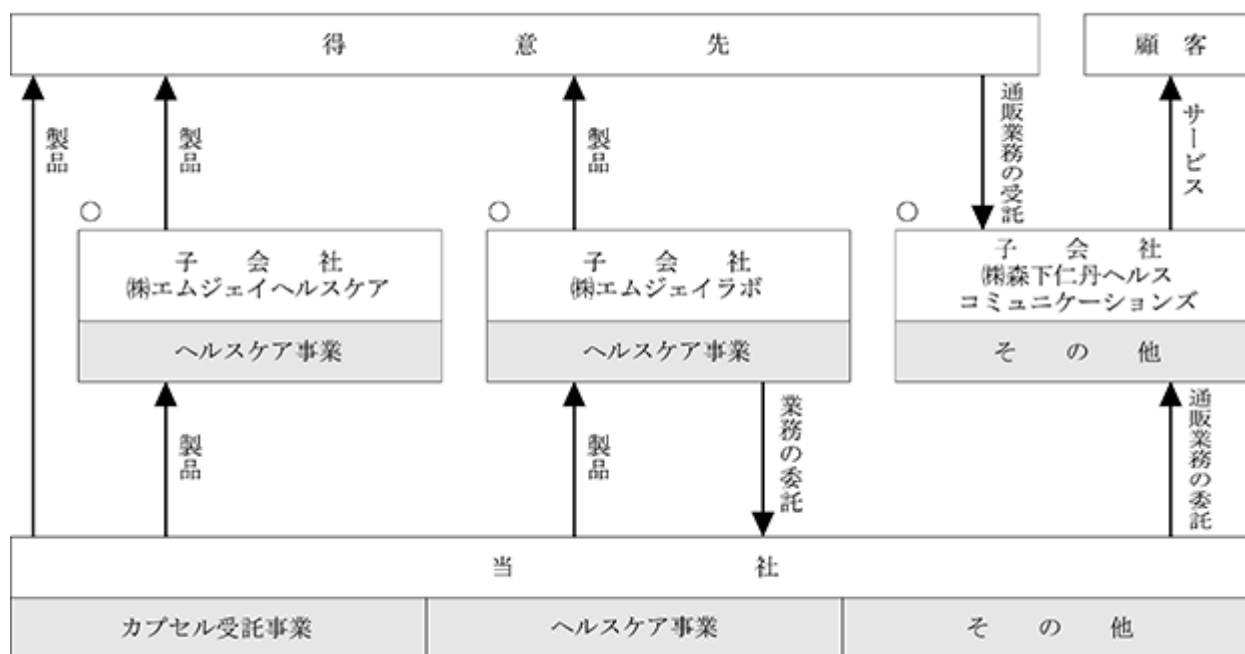 得意先
顧客
製品
製品
製品
通販業務の受託
サービス
○
○
○
子会社
㈱エムジェイヘルスケア
ヘルスケア事業
子会社
㈱エムジェイラボ
ヘルスケア事業
子会社
㈱森下仁丹ヘルス
コミュニケーションズ
その他
製品
製品
業務の委託
通販業務の委託
当社
カプセル受託事業
ヘルスケア事業
その他